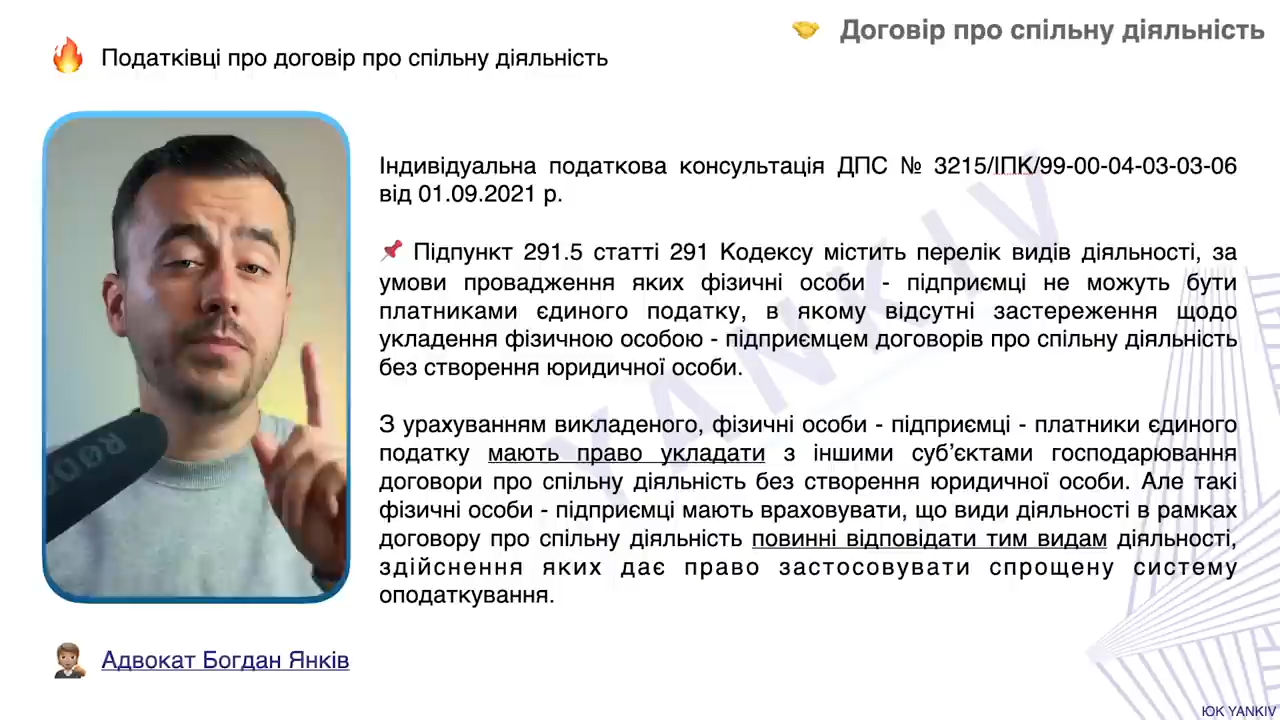 Договір про спільну діяльність
Податківці про договір про спільну діяльність
Індивідуальна податкова консультація ДПС № 3215/ІПК/99-00-04-03-03-06
від 01.09.2021 р.
Підпункт 291.5 статті 291 Кодексу містить перелік видів діяльності, за
умови провадження яких фізичні особи - підприємці не можуть бути
платниками єдиного податку, в якому відсутні застереження щодо
укладення фізичною особою - підприємцем договорів про спільну діяльність
без створення юридичної особи.
З урахуванням викладеного, фізичні особи - підприємці - платники єдиного
податку мають право укладати з іншими суб’єктами господарювання
договори про спільну діяльність без створення юридичної особи. Але такі
фізичні особи - підприємці мають враховувати, що види діяльності в рамках
договору про спільну діяльність повинні відповідати тим видам діяльності,
здійснення яких дає право застосовувати спрощену систему
оподаткування.
YANKIV
RØDE
Адвокат Богдан Янків
ЮК YANKIV